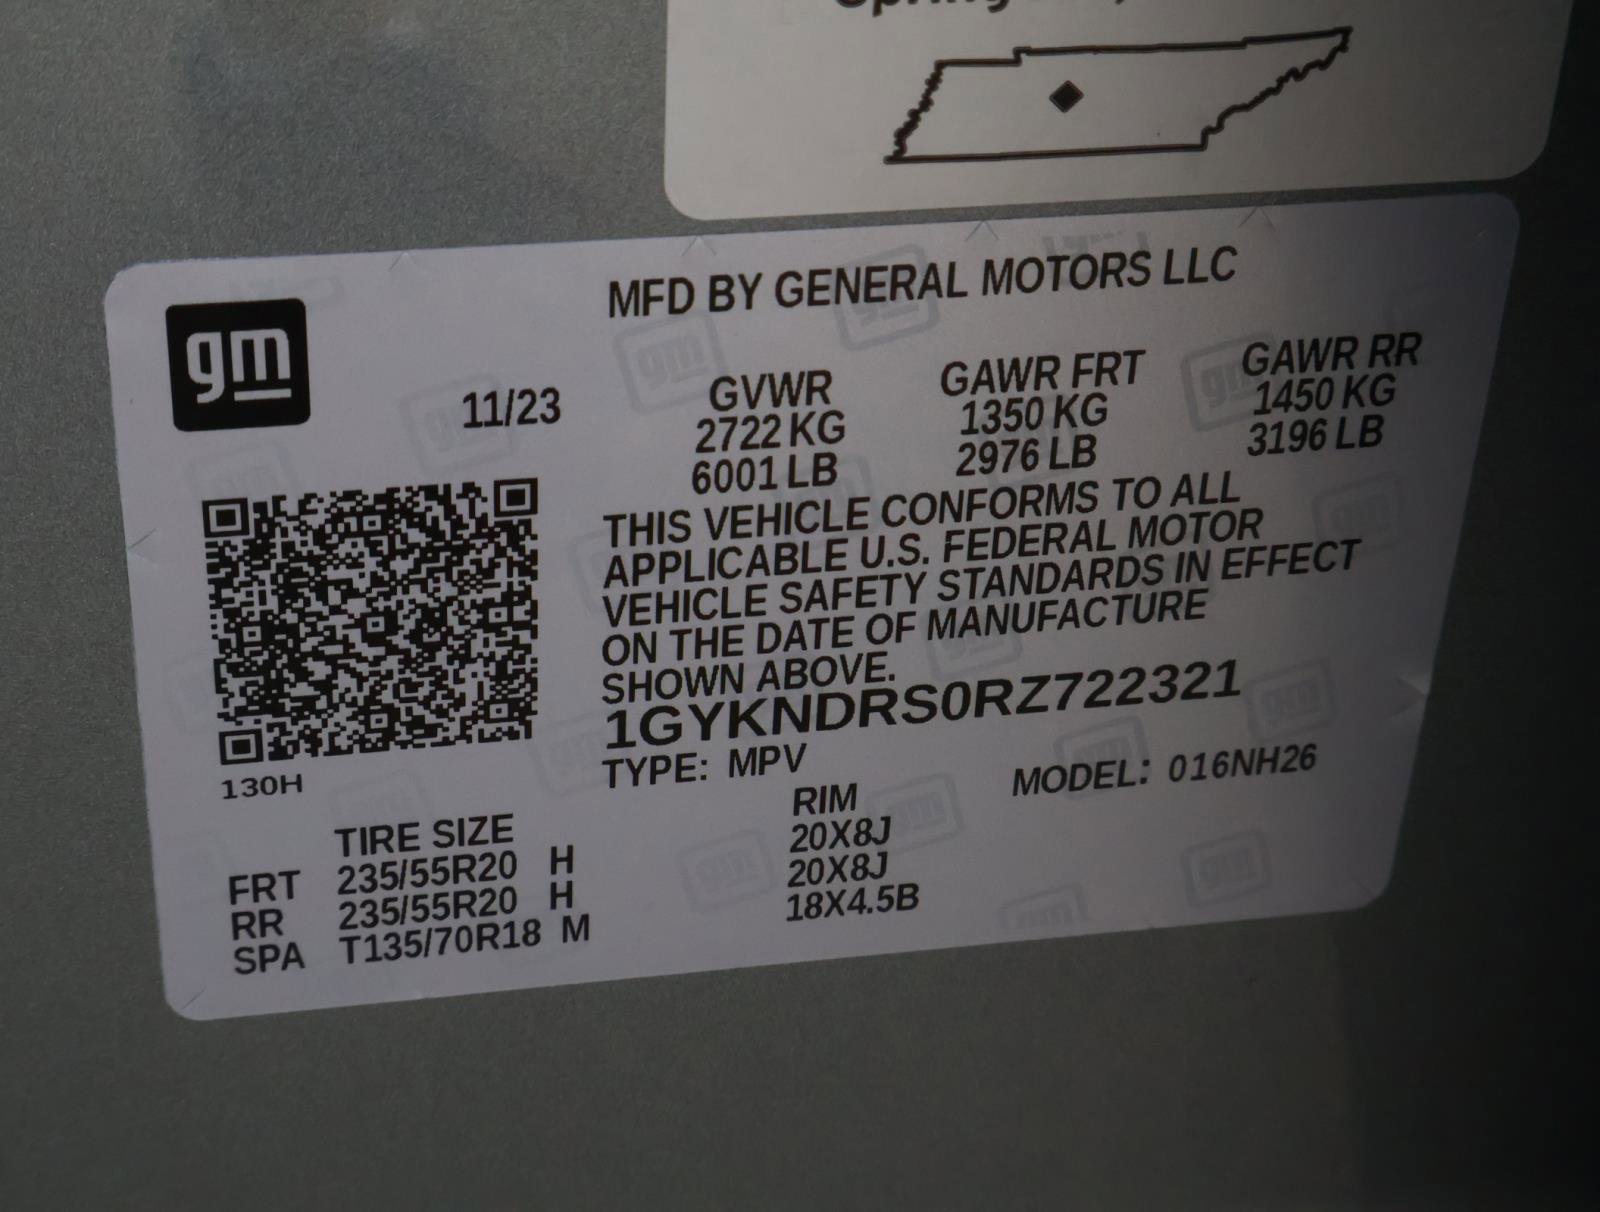 Spring
gm
MFD BY GENERAL MOTORS LLC
11/23
GVWR GAWR FRT GAWR RR
2722 KG 1350 KG 1450 KG
6001 LB 2976 LB 3196 LB
THIS VEHICLE CONFORMS TO ALL
APPLICABLE U.S. FEDERAL MOTOR
VEHICLE SAFETY STANDARDS IN EFFECT
ON THE DATE OF MANUFACTURE
SHOWN ABOVE.
1GYKNDRS0RZ722321
TYPE: MPV MODEL: 016NH26
130H
TIRE SIZE RIM
FRT 235/55R20 H 20X8J
RR 235/55R20 H 20X8J
SPA T135/70R18 M 18X4.5B